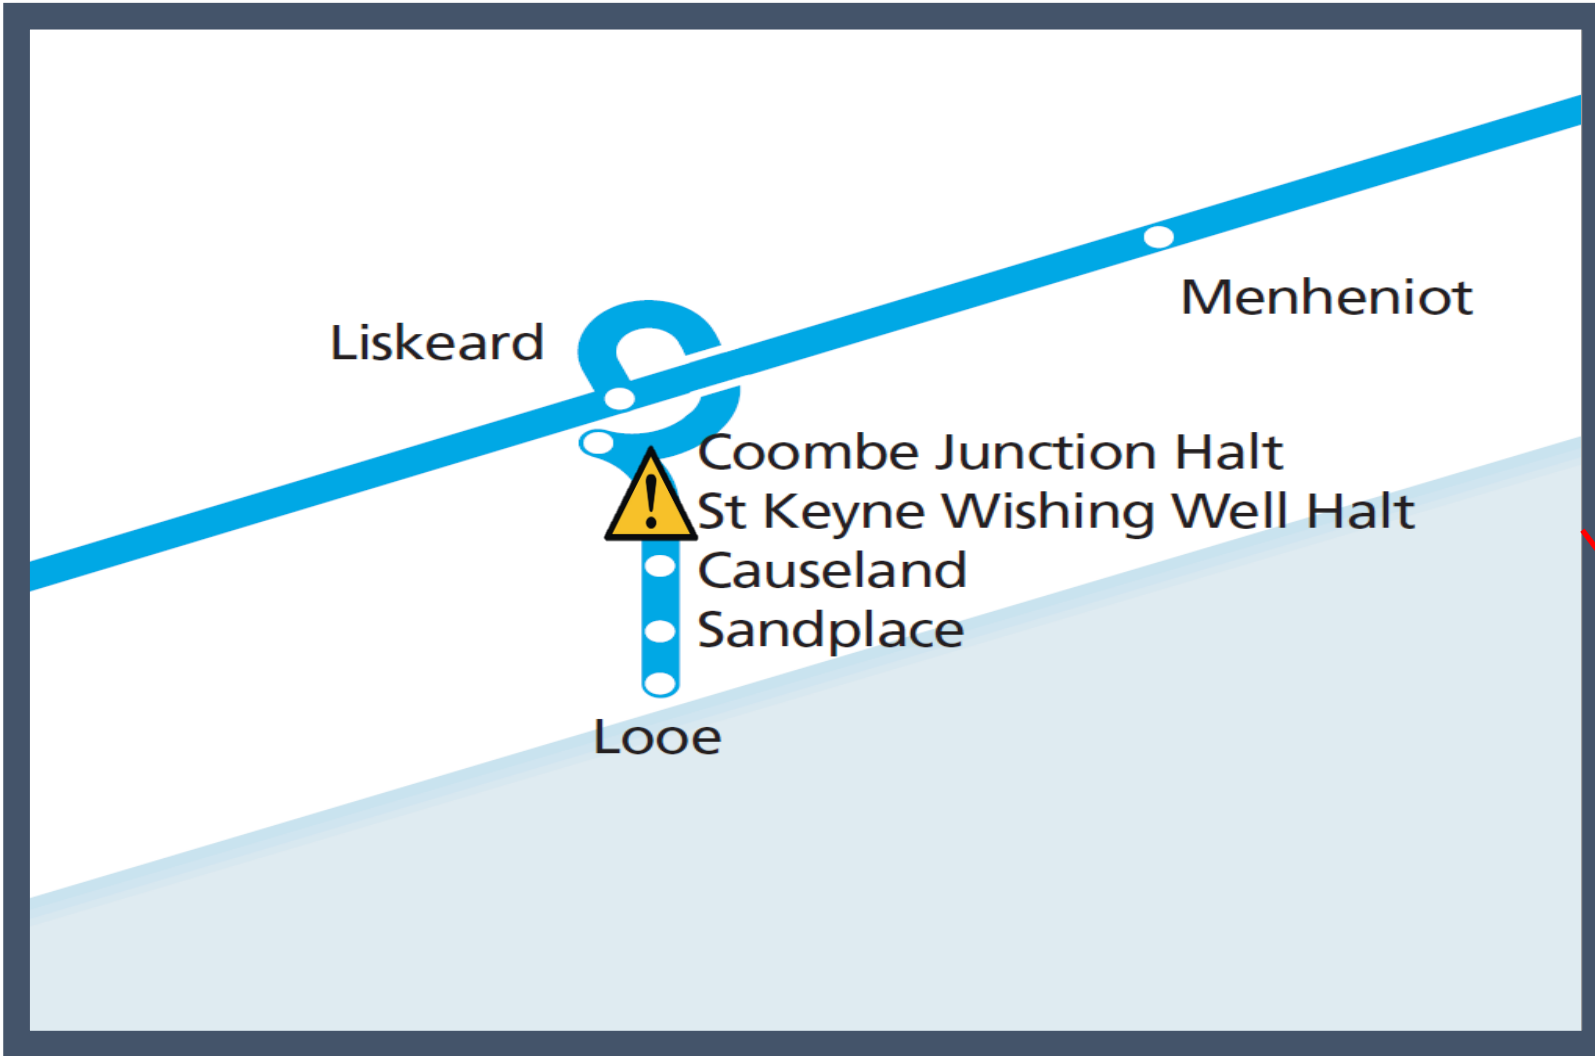 Menheniot
Liskeard
Coombe Junction Halt
St Keyne Wishing Well Halt
Causeland
Sandplace
Looe